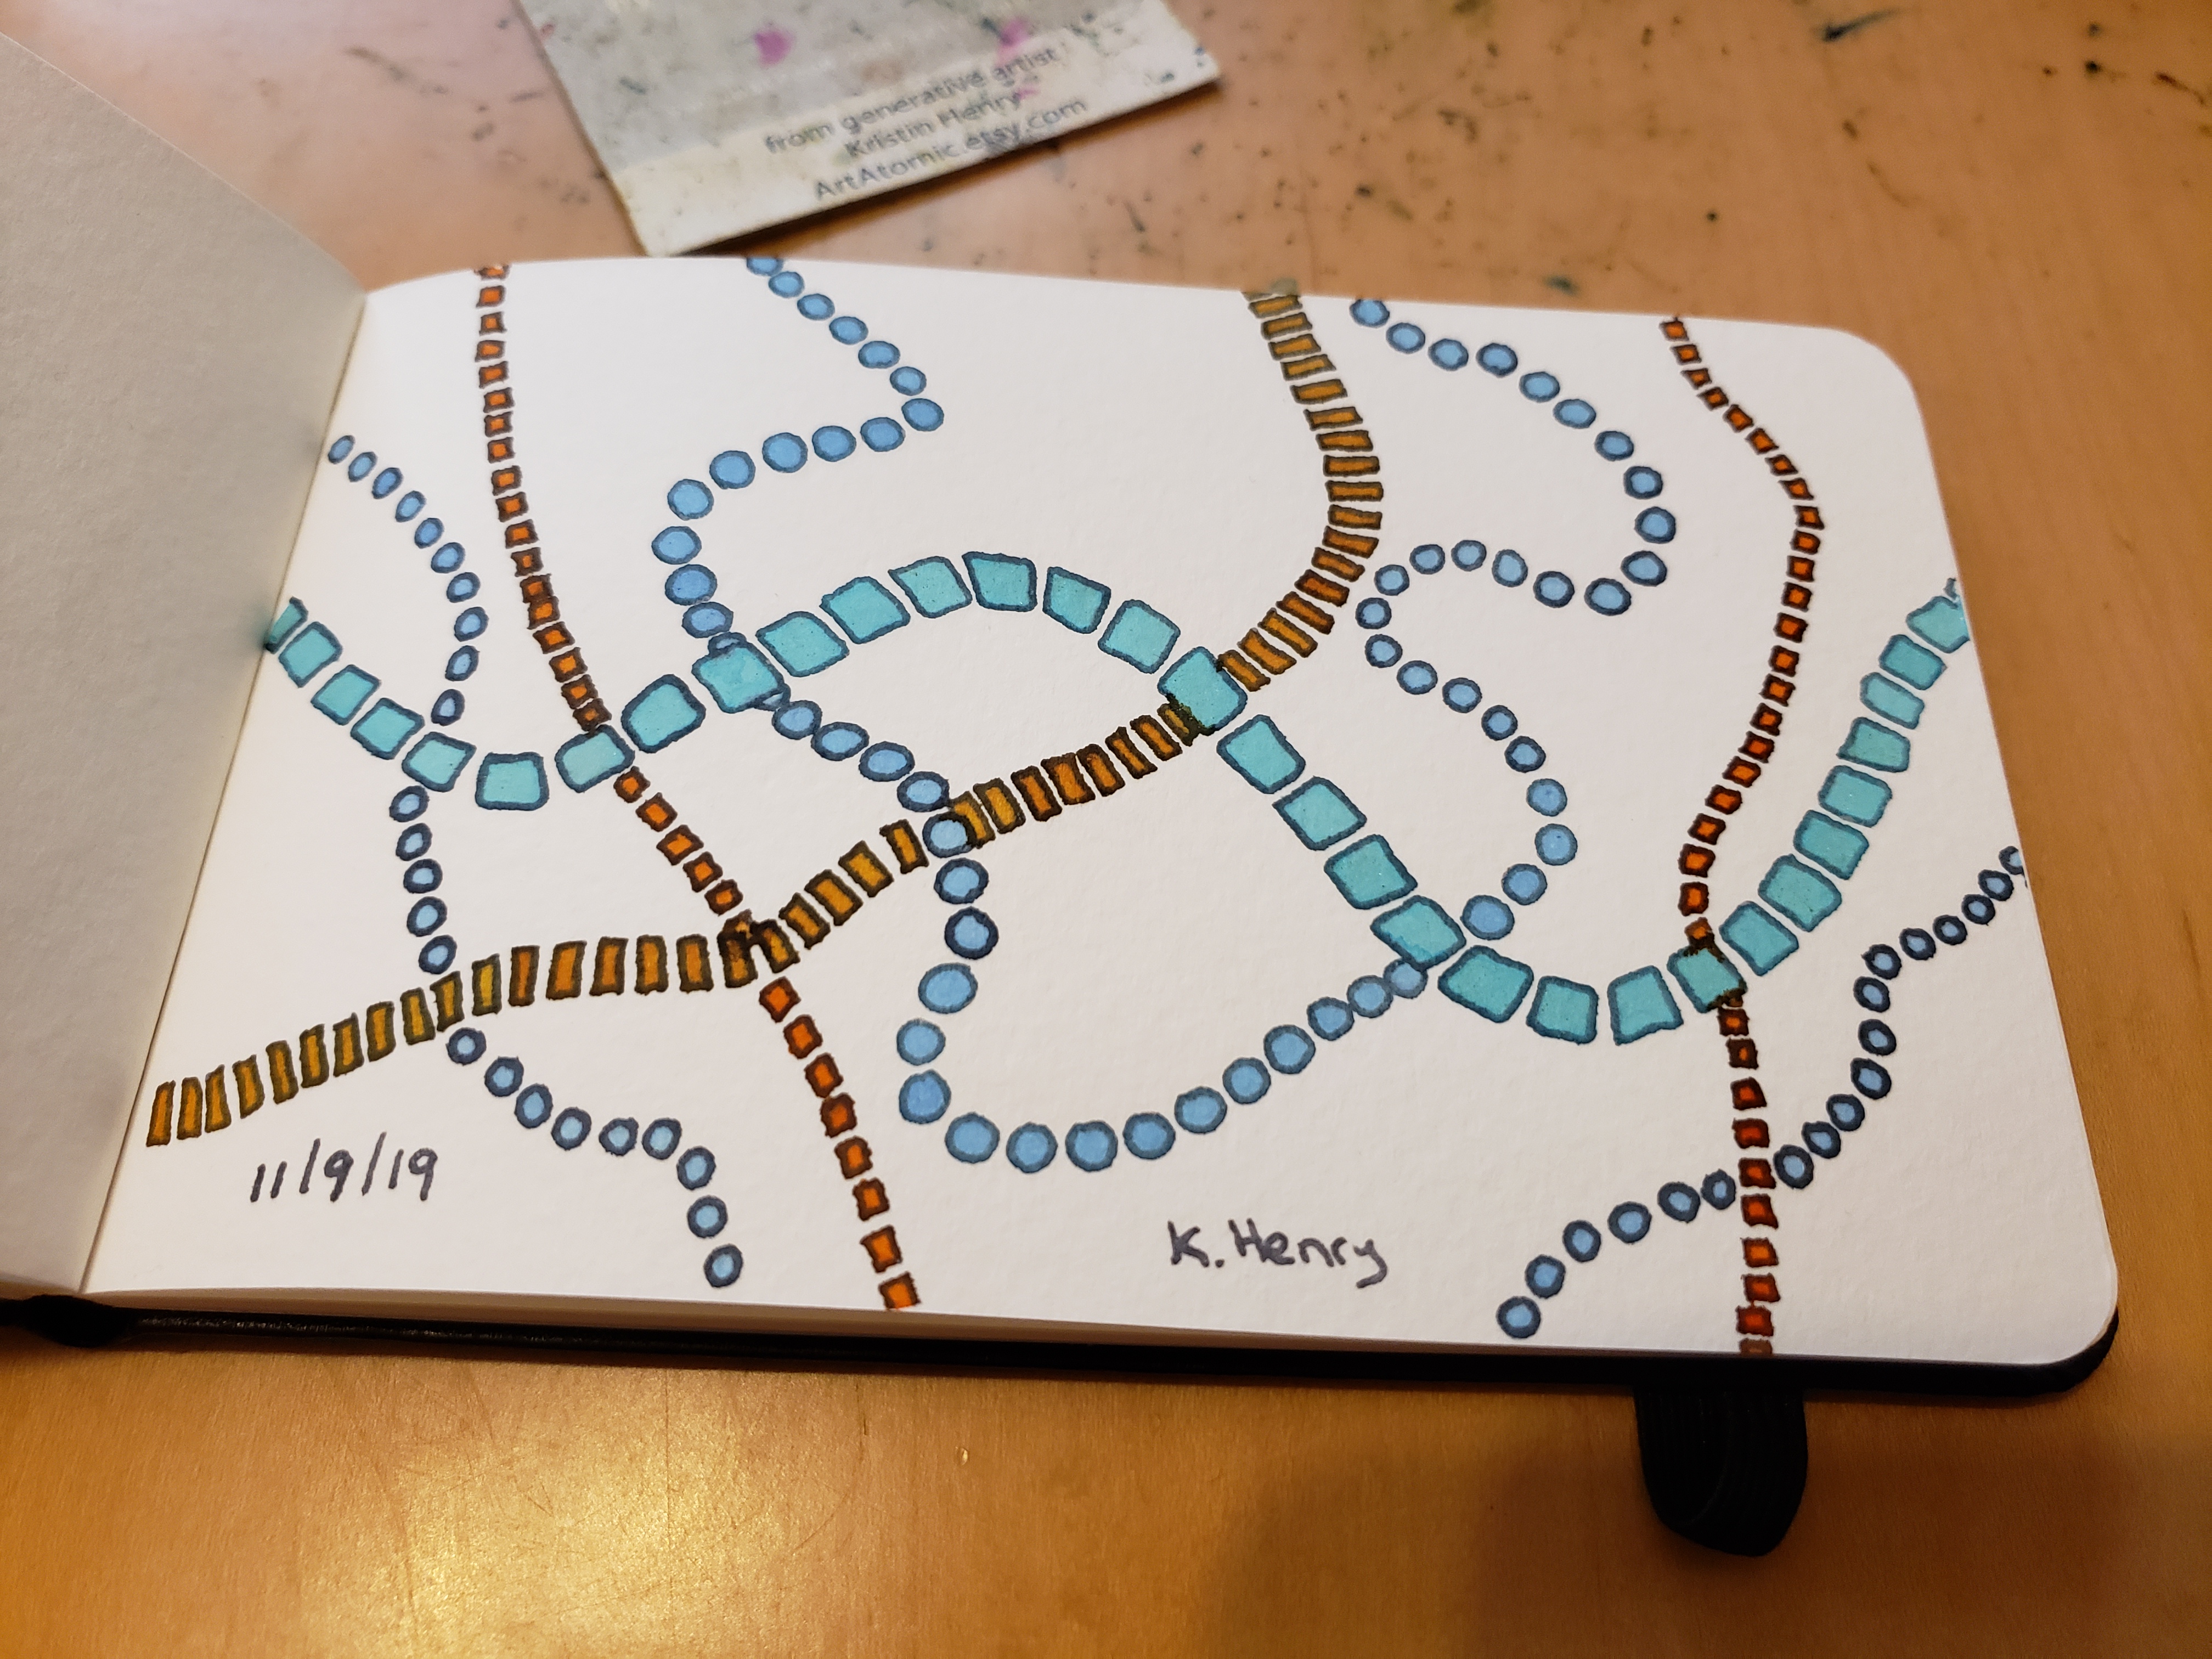 from generative artist
Kristin Henry
ArtAtomic.etsy.com
11/9/19
K. Henry